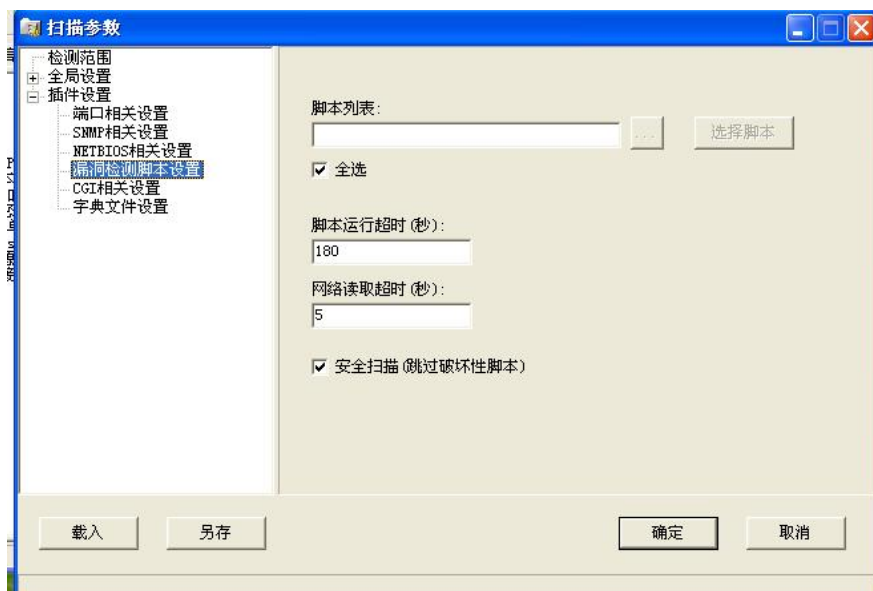 扫描参数
检测范围
全局设置
插件设置
端口相关设置
SNMP相关设置
NETBIOS相关设置
漏洞检测脚本设置
CGI相关设置
字典文件设置
脚本列表:
...
选择脚本
全选
脚本运行超时(秒):
180
网络读取超时(秒):
5
安全扫描(跳过破坏性脚本)
载入
另存
确定
取消